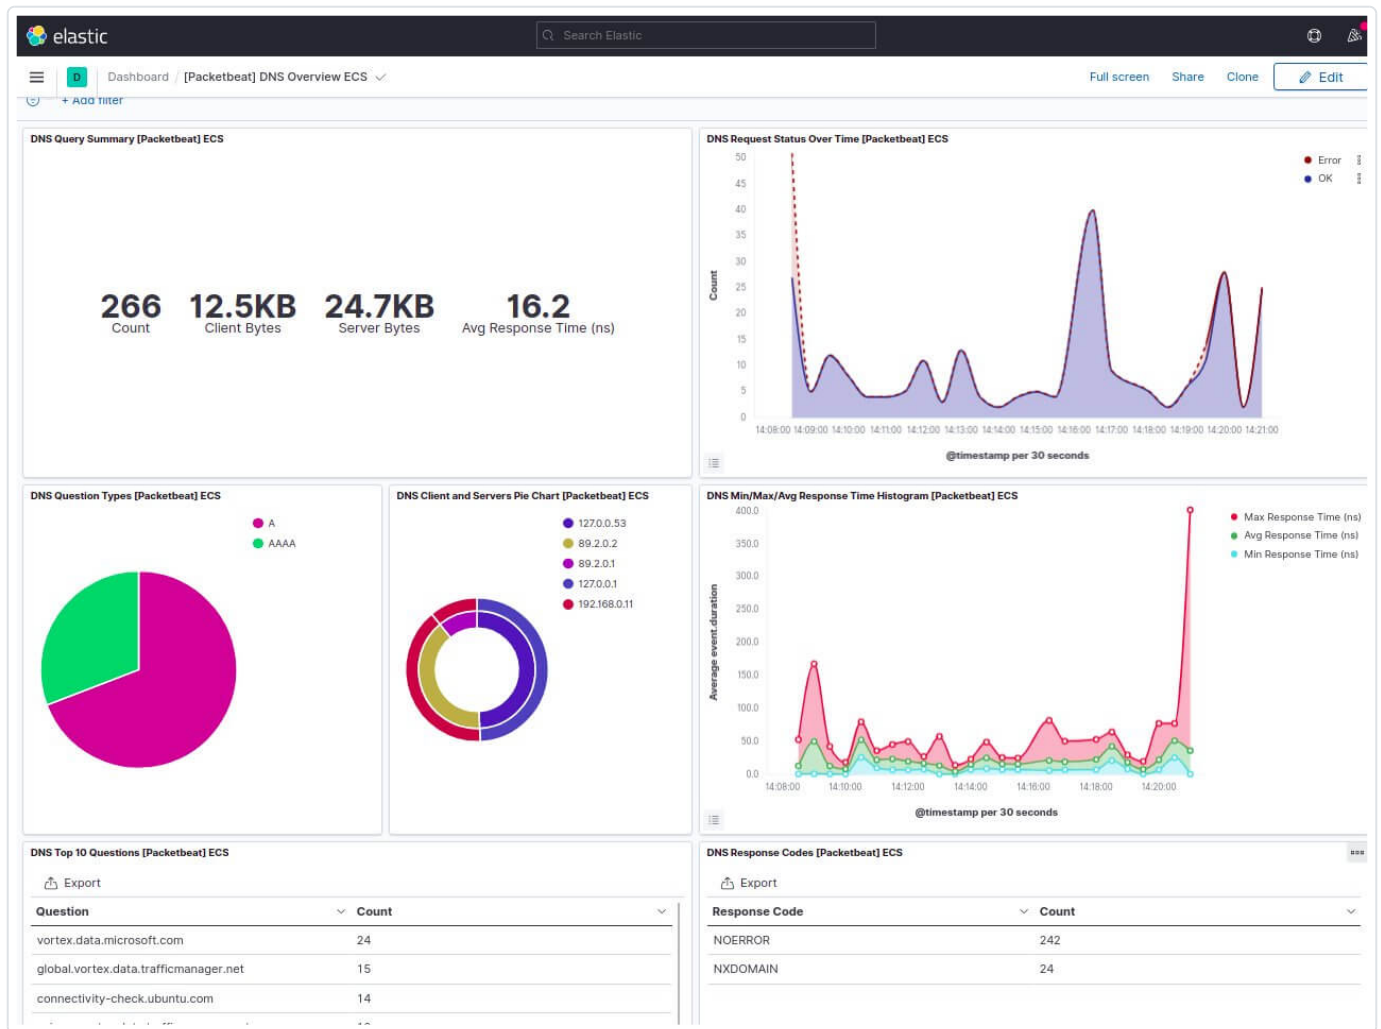 elastic
Search Elastic
D
Dashboard / [Packetbeat] DNS Overview ECS
Full screen
Share
Clone
Edit
+ Add filter
DNS Query Summary [Packetbeat] ECS
266 12.5KB 24.7KB 16.2
Count Client Bytes Server Bytes Avg Response Time (ns)
DNS Request Status Over Time [Packetbeat] ECS
Error
OK
50
45
40
35
30
25
20
15
10
5
0
Count
14:08:00 14:09:00 14:10:00 14:11:00 14:12:00 14:13:00 14:14:00 14:15:00 14:16:00 14:17:00 14:18:00 14:19:00 14:20:00 14:21:00
@timestamp per 30 seconds
DNS Question Types [Packetbeat] ECS
A
AAAA
DNS Client and Servers Pie Chart [Packetbeat] ECS
127.0.0.53
89.2.0.2
89.2.0.1
127.0.0.1
192.168.0.11
DNS Min/Max/Avg Response Time Histogram [Packetbeat] ECS
Max Response Time (ns)
Avg Response Time (ns)
Min Response Time (ns)
400.0
350.0
300.0
250.0
200.0
150.0
100.0
50.0
0.0
Average event.duration
14:08:00 14:10:00 14:12:00 14:14:00 14:16:00 14:18:00 14:20:00
@timestamp per 30 seconds
DNS Top 10 Questions [Packetbeat] ECS
Export
Question Count
vortex.data.microsoft.com 24
global.vortex.data.trafficmanager.net 15
connectivity-check.ubuntu.com 14
DNS Response Codes [Packetbeat] ECS
Export
Response Code Count
NOERROR 242
NXDOMAIN 24